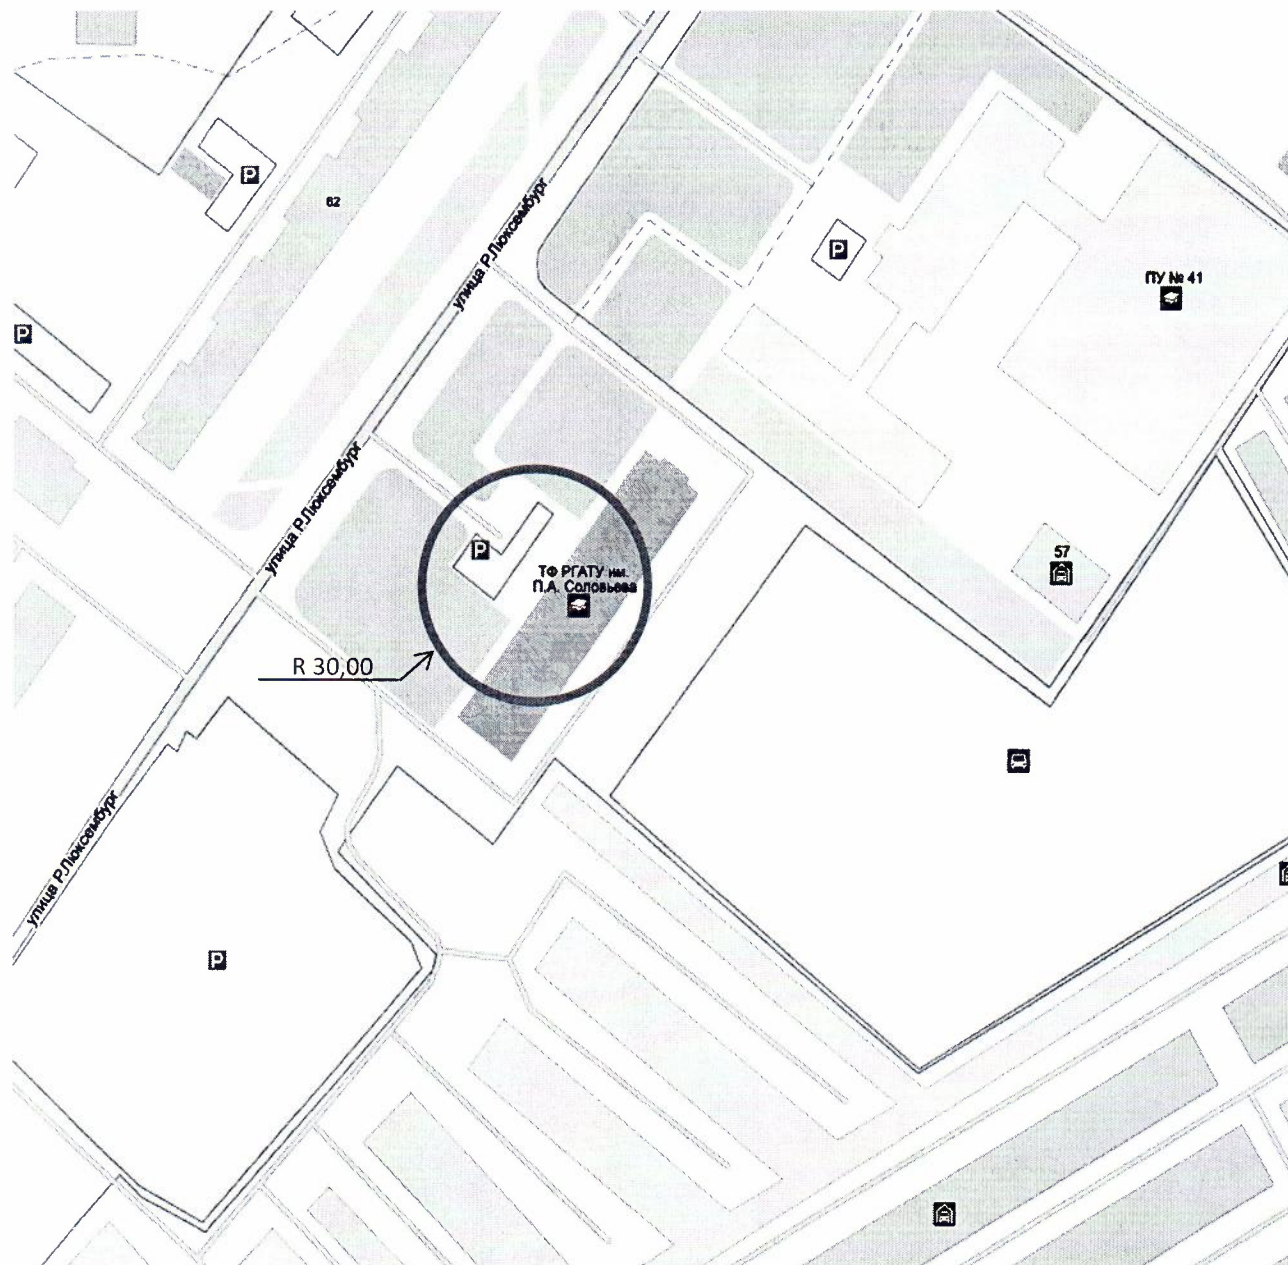 P
62
улица Р.Люксембург
P
ПУ № 41
P
улица Р.Люксембург
P
ТФ РГАТУ им.
П.А. Соловьева
57
R 30,00
улица Р.Люксембург
P